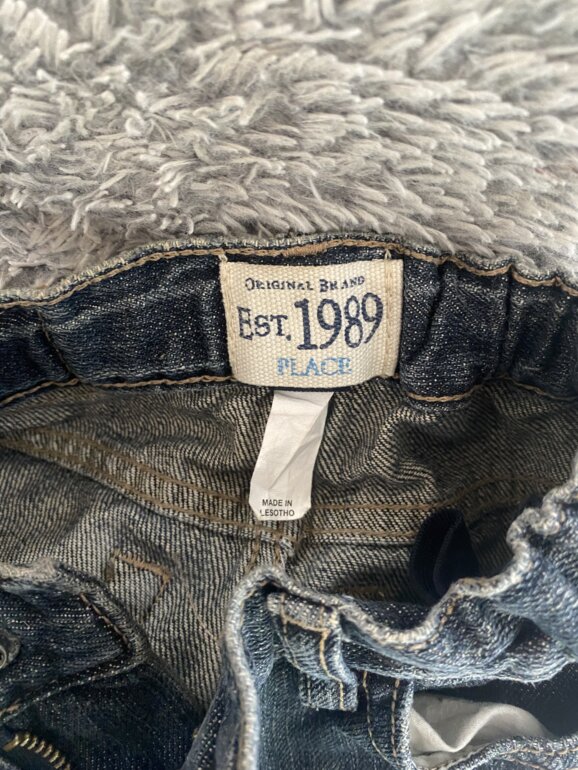 ORIGINAL BRAND
EST. 1989
PLACE
MADE IN
LESOTHO